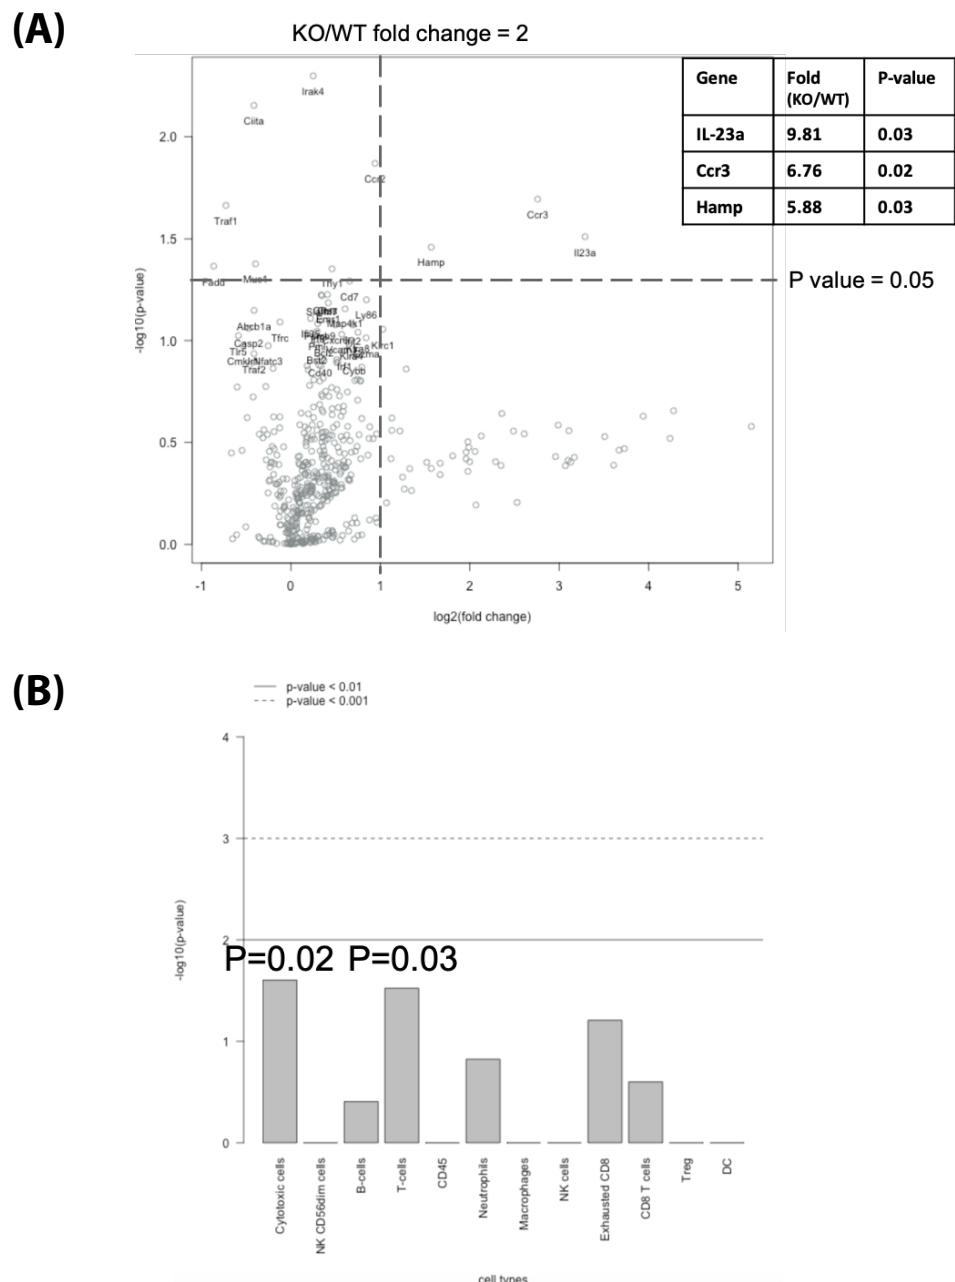 (A)
KO/WT fold change = 2
Gene Fold (KO/WT) P-value
IL-23a 9.81 0.03
Ccr3 6.76 0.02
Hamp 5.88 0.03
Irak4
Ciita
Ccr2
Traf1
Ccr3
Hamp
Il23a
Fadd
Muc1
Thy1
P value = 0.05
Cd7
Ly86
Map4k1
Abcb1a
Tfrc
Casp2
Klrc1
Tlr5
Nfatc3
Traf2
Bst2
Irf1
Cd40
Cybb
2.0
1.5
1.0
0.5
0.0
-log10(p-value)
-1 0 1 2 3 4 5
log2(fold change)
(B)
p-value < 0.01
p-value < 0.001
4
3
2
1
0
-log10(p-value)
P=0.02 P=0.03
Cytotoxic cells
NK CD56dim cells
B-cells
T-cells
CD45
Neutrophils
Macrophages
NK cells
Exhausted CD8
CD8 T cells
Treg
DC
cell types